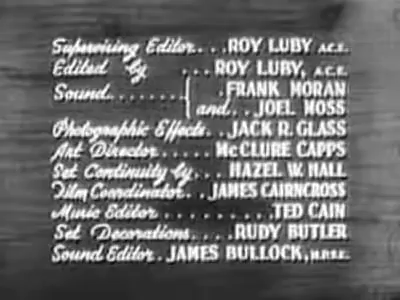 Supervising Editor... ROY LUBY A.C.E.
Edited by ... ROY LUBY, A.C.E.
Sound........ { .FRANK MORAN
and.. JOEL MOSS
Photographic Effects.. JACK R. GLASS
Art Director..... McCLURE CAPPS
Set Continuity by... HAZEL W. HALL
Film Coordinator.. JAMES CAIRNCROSS
Music Editor ......... TED CAIN
Set Decorations.... RUDY BUTLER
Sound Editor. JAMES BULLOCK, M.P.S.E.